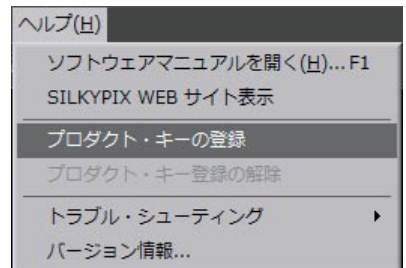 ヘルプ(H)
ソフトウェアマニュアルを開く(H)... F1
SILKYPIX WEB サイト表示
プロダクト・キーの登録
プロダクト・キー登録の解除
トラブル・シューティング
バージョン情報...